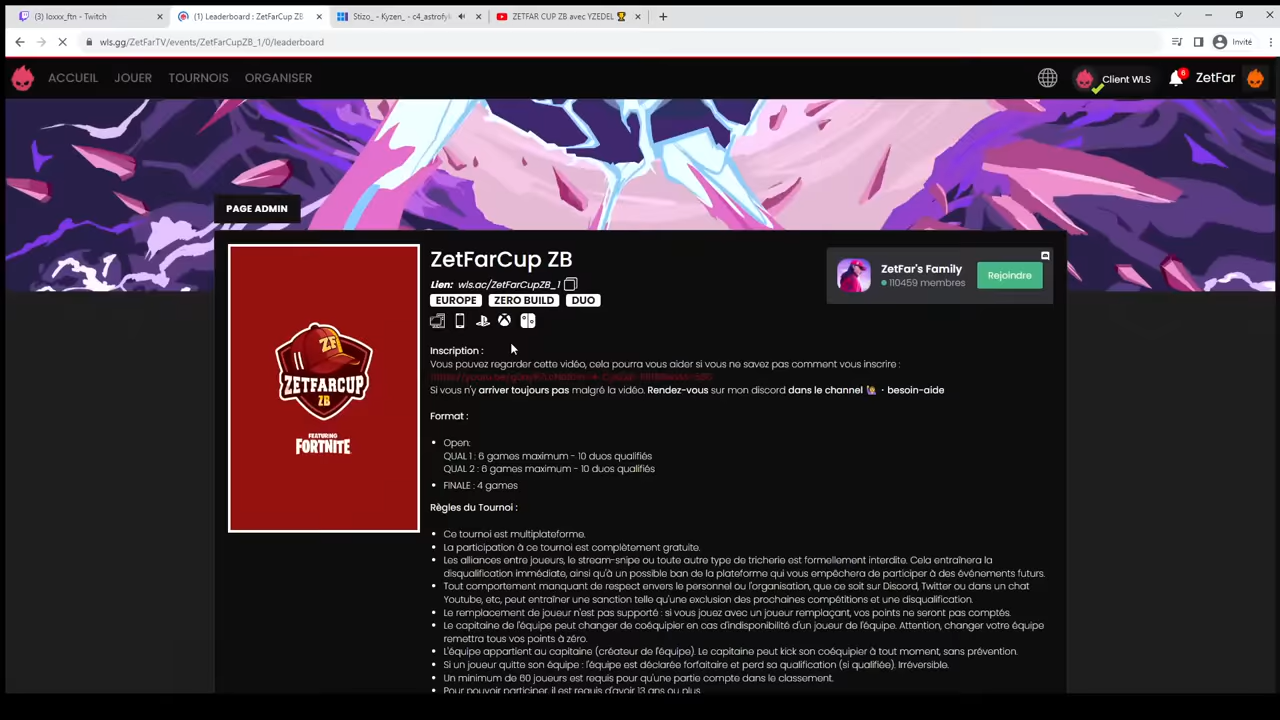 (3) loxxx_ftn - Twitch
(1) Leaderboard : ZetFarCup ZB
Stizo_ - Kyzen_ - c4_astrofyk
ZETFAR CUP ZB avec YZEDEL 🏆
wls.gg/ZetFarTV/events/ZetFarCupZB_1/0/leaderboard
Invité
ACCUEIL JOUER TOURNOIS ORGANISER
Client WLS
6
ZetFar
PAGE ADMIN
ZF
ZETFARCUP
ZB
FEATURING
FORTNITE
ZetFarCup ZB
Lien: wls.ac/ZetFarCupZB_1
EUROPE ZERO BUILD DUO
ZetFar's Family
110459 membres
Rejoindre
Inscription :
Vous pouvez regarder cette vidéo, cela pourra vous aider si vous ne savez pas comment vous inscrire :
Si vous n'y arriver toujours pas malgré la vidéo. Rendez-vous sur mon discord dans le channel 🙋 · besoin-aide
Format :
• Open:
QUAL 1 : 6 games maximum - 10 duos qualifiés
QUAL 2 : 6 games maximum - 10 duos qualifiés
• FINALE : 4 games
Règles du Tournoi :
• Ce tournoi est multiplateforme.
• La participation à ce tournoi est complètement gratuite.
• Les alliances entre joueurs, le stream-snipe ou toute autre type de tricherie est formellement interdite. Cela entraînera la
disqualification immédiate, ainsi qu'à un possible ban de la plateforme qui vous empêchera de participer à des événements futurs.
• Tout comportement manquant de respect envers le personnel ou l'organisation, que ce soit sur Discord, Twitter ou dans un chat
Youtube, etc, peut entraîner une sanction telle qu'une exclusion des prochaines compétitions et une disqualification.
• Le remplacement de joueur n'est pas supporté : si vous jouez avec un joueur remplaçant, vos points ne seront pas comptés.
• Le capitaine de l'équipe peut changer de coéquipier en cas d'indisponibilité d'un joueur de l'équipe. Attention, changer votre équipe
remettra tous vos points à zéro.
• L'équipe appartient au capitaine (créateur de l'équipe). Le capitaine peut kick son coéquipier à tout moment, sans prévention.
• Si un joueur quitte son équipe : l'équipe est déclarée forfaitaire et perd sa qualification (si qualifiée). Irréversible.
• Un minimum de 60 joueurs est requis pour qu'une partie compte dans le classement.
• Pour pouvoir participer, il est requis d'avoir 13 ans ou plus